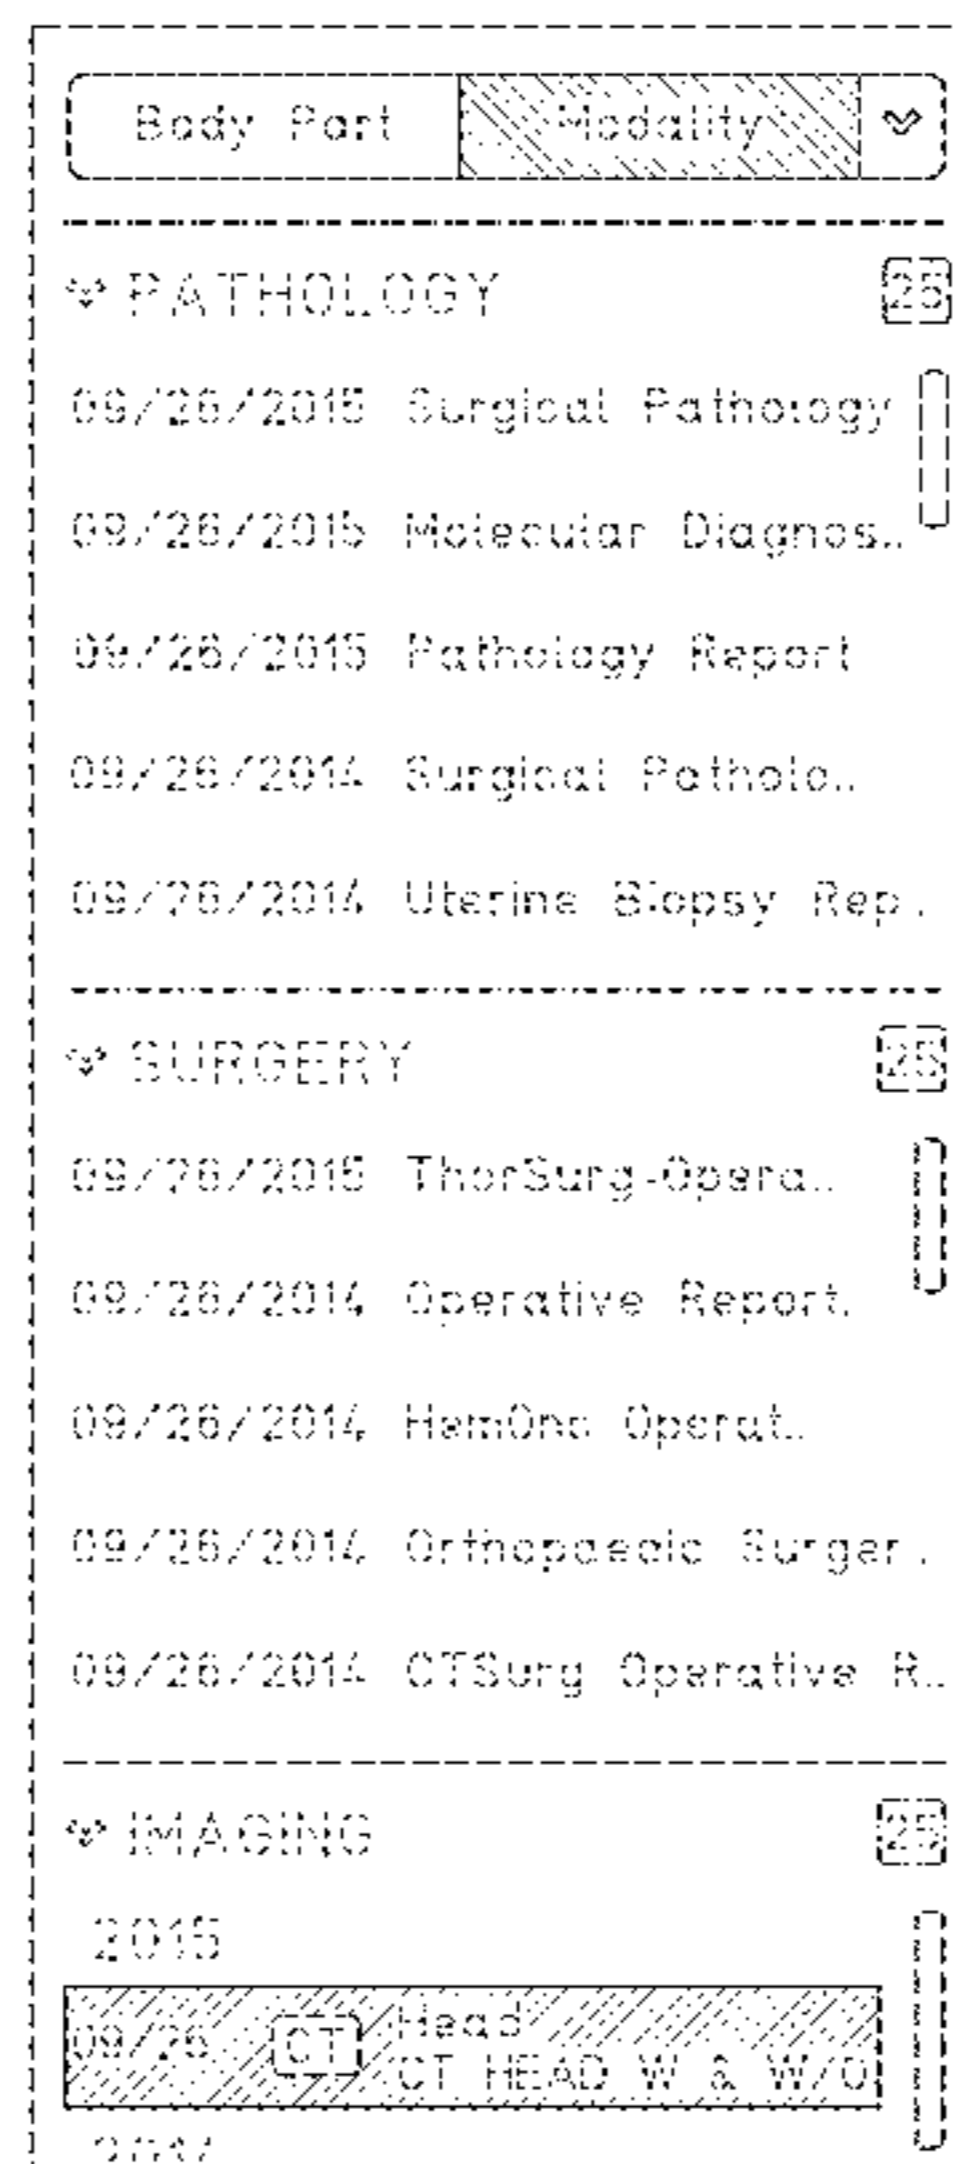 Body Part Modality
PATHOLOGY 25
09/26/2015 Surgical Pathology
09/26/2015 Molecular Diagnos..
09/26/2015 Pathology Report
09/26/2014 Surgical Patholo..
09/26/2014 Uterine Biopsy Rep..
SURGERY 25
09/26/2015 ThorSurg-Opera..
09/26/2014 Operative Report.
09/26/2014 HemOnc Operat..
09/26/2014 Orthopaedic Surger..
09/26/2014 CTSurg Operative R..
IMAGING 25
2015
09/26 CT Head
CT HEAD W & W/O